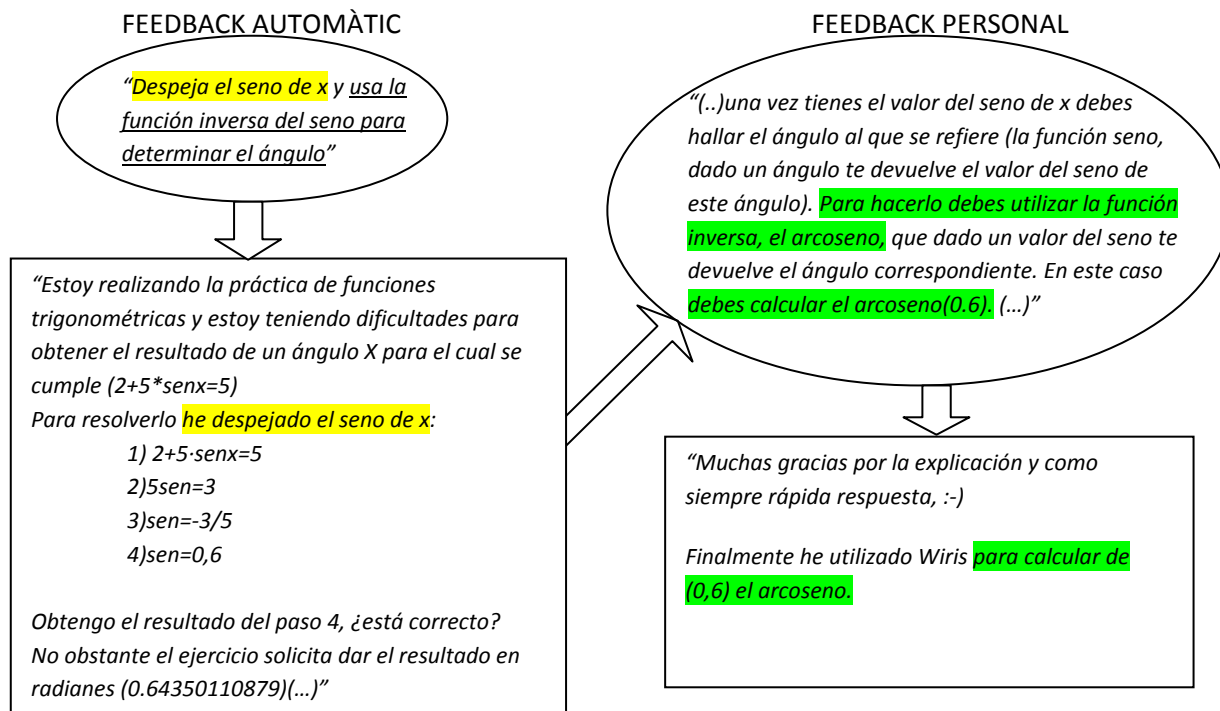 FEEDBACK AUTOMÀTIC
“Despeja el seno de x y usa la
función inversa del seno para
determinar el ángulo”
“Estoy realizando la práctica de funciones
trigonométricas y estoy teniendo dificultades para
obtener el resultado de un ángulo X para el cual se
cumple (2+5*senx=5)
Para resolverlo he despejado el seno de x:
1) 2+5·senx=5
2)5sen=3
3)sen=-3/5
4)sen=0,6
Obtengo el resultado del paso 4, ¿está correcto?
No obstante el ejercicio solicita dar el resultado en
radianes (0.64350110879)(…)”
FEEDBACK PERSONAL
“(..)una vez tienes el valor del seno de x debes
hallar el ángulo al que se refiere (la función seno,
dado un ángulo te devuelve el valor del seno de
este ángulo). Para hacerlo debes utilizar la función
inversa, el arcoseno, que dado un valor del seno te
devuelve el ángulo correspondiente. En este caso
debes calcular el arcoseno(0.6). (…)”
“Muchas gracias por la explicación y como
siempre rápida respuesta, :-)
Finalmente he utilizado Wiris para calcular de
(0,6) el arcoseno.